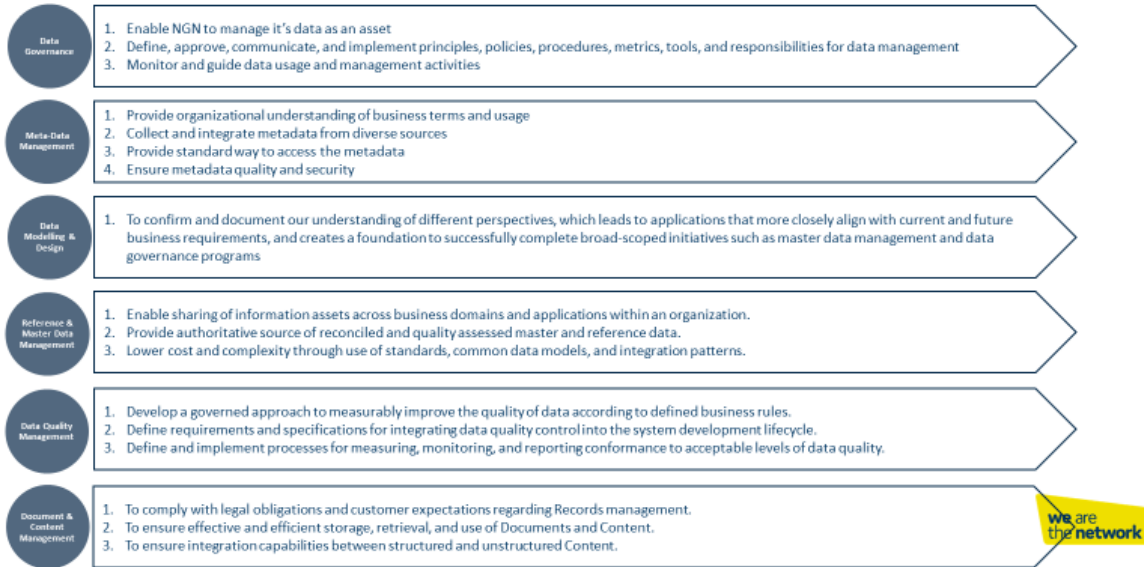 Data
Governance
1. Enable NGN to manage it's data as an asset
2. Define, approve, communicate, and implement principles, policies, procedures, metrics, tools, and responsibilities for data management
3. Monitor and guide data usage and management activities
Meta-Data
Management
1. Provide organizational understanding of business terms and usage
2. Collect and integrate metadata from diverse sources
3. Provide standard way to access the metadata
4. Ensure metadata quality and security
Data
Modelling &
Design
1. To confirm and document our understanding of different perspectives, which leads to applications that more closely align with current and future
business requirements, and creates a foundation to successfully complete broad-scoped initiatives such as master data management and data
governance programs
Reference &
Master Data
Management
1. Enable sharing of information assets across business domains and applications within an organization.
2. Provide authoritative source of reconciled and quality assessed master and reference data.
3. Lower cost and complexity through use of standards, common data models, and integration patterns.
Data Quality
Management
1. Develop a governed approach to measurably improve the quality of data according to defined business rules.
2. Define requirements and specifications for integrating data quality control into the system development lifecycle.
3. Define and implement processes for measuring, monitoring, and reporting conformance to acceptable levels of data quality.
Document &
Content
Management
1. To comply with legal obligations and customer expectations regarding Records management.
2. To ensure effective and efficient storage, retrieval, and use of Documents and Content.
3. To ensure integration capabilities between structured and unstructured Content.
we are
the network